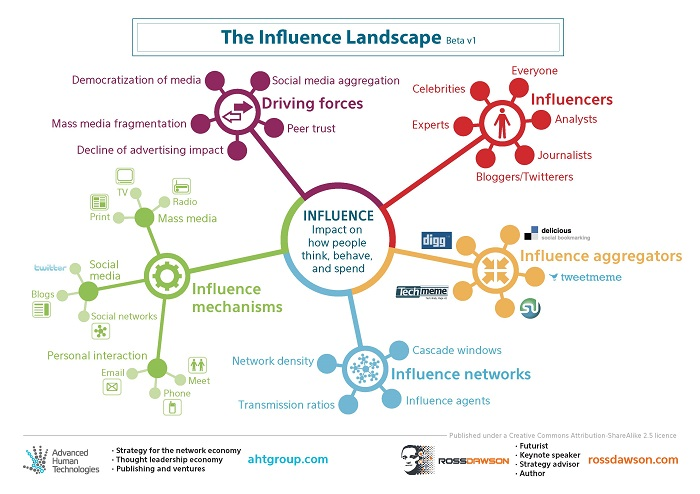 The Influence Landscape Beta v1
Democratization of media
Social media aggregation
Driving forces
Mass media fragmentation
Peer trust
Decline of advertising impact
Everyone
Celebrities
Influencers
Experts
Analysts
Journalists
Bloggers/Twitterers
INFLUENCE
Impact on
how people
think, behave,
and spend
TV
Radio
Print
Mass media
twitter
Social
media
Blogs
Social networks
Influence
mechanisms
Personal interaction
Email
Meet
Phone
digg
delicious
social bookmarking
Influence aggregators
tweetmeme
Techmeme
Network density
Cascade windows
Influence networks
Transmission ratios
Influence agents
Published under a Creative Commons Attribution-ShareAlike 2.5 licence
Advanced
Human
Technologies
· Strategy for the network economy
· Thought leadership economy
· Publishing and ventures
ahtgroup.com
ROSSDAWSON
· Futurist
· Keynote speaker
· Strategy advisor
· Author
rossdawson.com